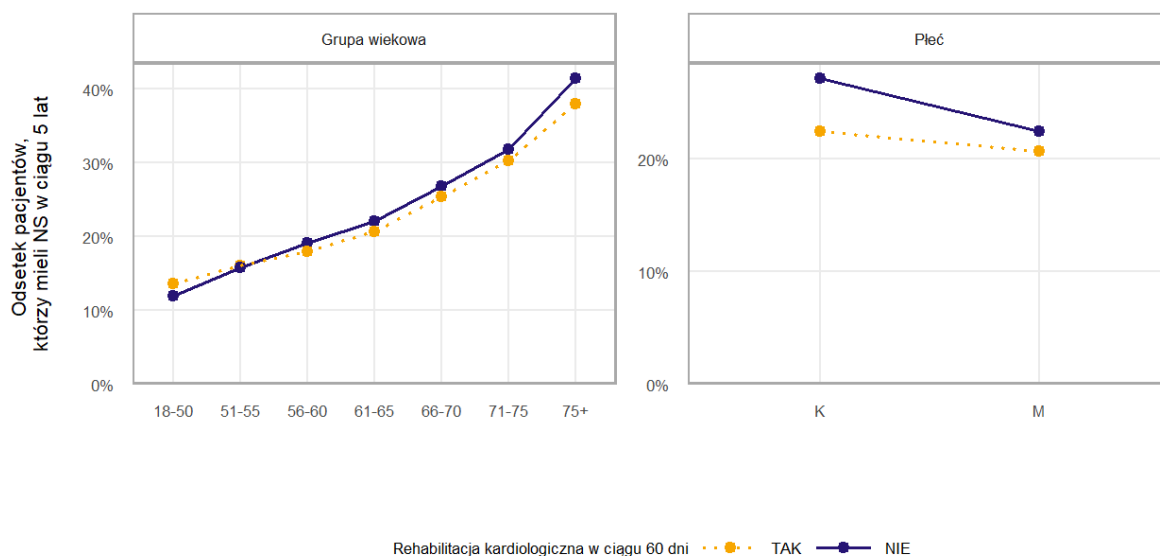 Grupa wiekowa
Płeć
Odsetek pacjentów,
którzy mieli NS w ciągu 5 lat
40%
30%
20%
10%
0%
18-50 51-55 56-60 61-65 66-70 71-75 75+
20%
10%
0%
K M
Rehabilitacja kardiologiczna w ciągu 60 dni TAK NIE